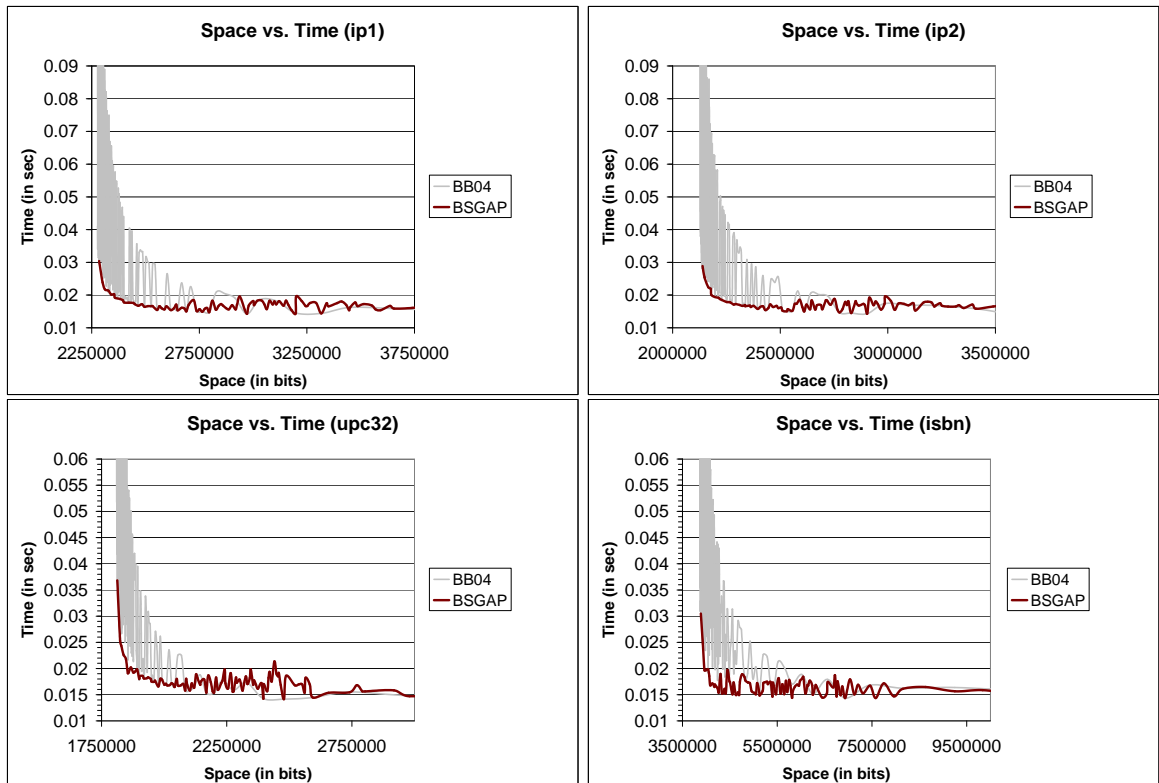 Space vs. Time (ip1)
0.09
0.08
0.07
0.06
0.05
0.04
0.03
0.02
0.01
Time (in sec)
2250000 2750000 3250000 3750000
Space (in bits)
BB04
BSGAP
Space vs. Time (ip2)
0.09
0.08
0.07
0.06
0.05
0.04
0.03
0.02
0.01
Time (in sec)
2000000 2500000 3000000 3500000
Space (in bits)
BB04
BSGAP
Space vs. Time (upc32)
0.06
0.055
0.05
0.045
0.04
0.035
0.03
0.025
0.02
0.015
0.01
Time (in sec)
1750000 2250000 2750000
Space (in bits)
BB04
BSGAP
Space vs. Time (isbn)
0.06
0.055
0.05
0.045
0.04
0.035
0.03
0.025
0.02
0.015
0.01
Time (in sec)
3500000 5500000 7500000 9500000
Space (in bits)
BB04
BSGAP